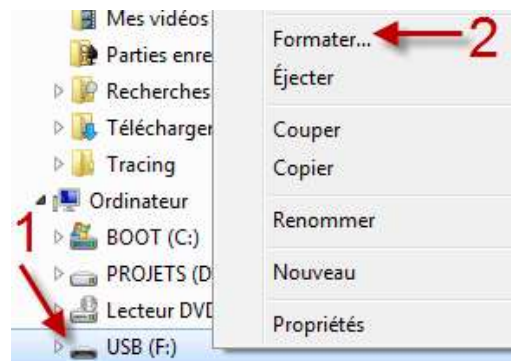 Mes vidéos
Parties enre
Recherches
Télécharger
Tracing
Ordinateur
BOOT (C:)
PROJETS (D
Lecteur DVD
USB (F:)
1
Formater...
2
Éjecter
Couper
Copier
Renommer
Nouveau
Propriétés